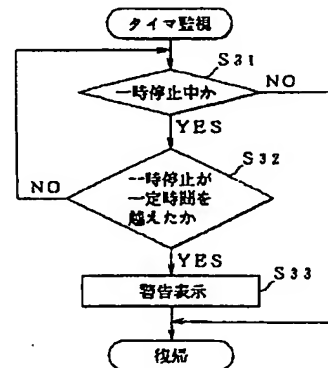 タイマ監視
S31
一時停止中か
NO
YES
S32
一時停止が
NO
一定時間を
越えたか
YES
S33
警告表示
復帰